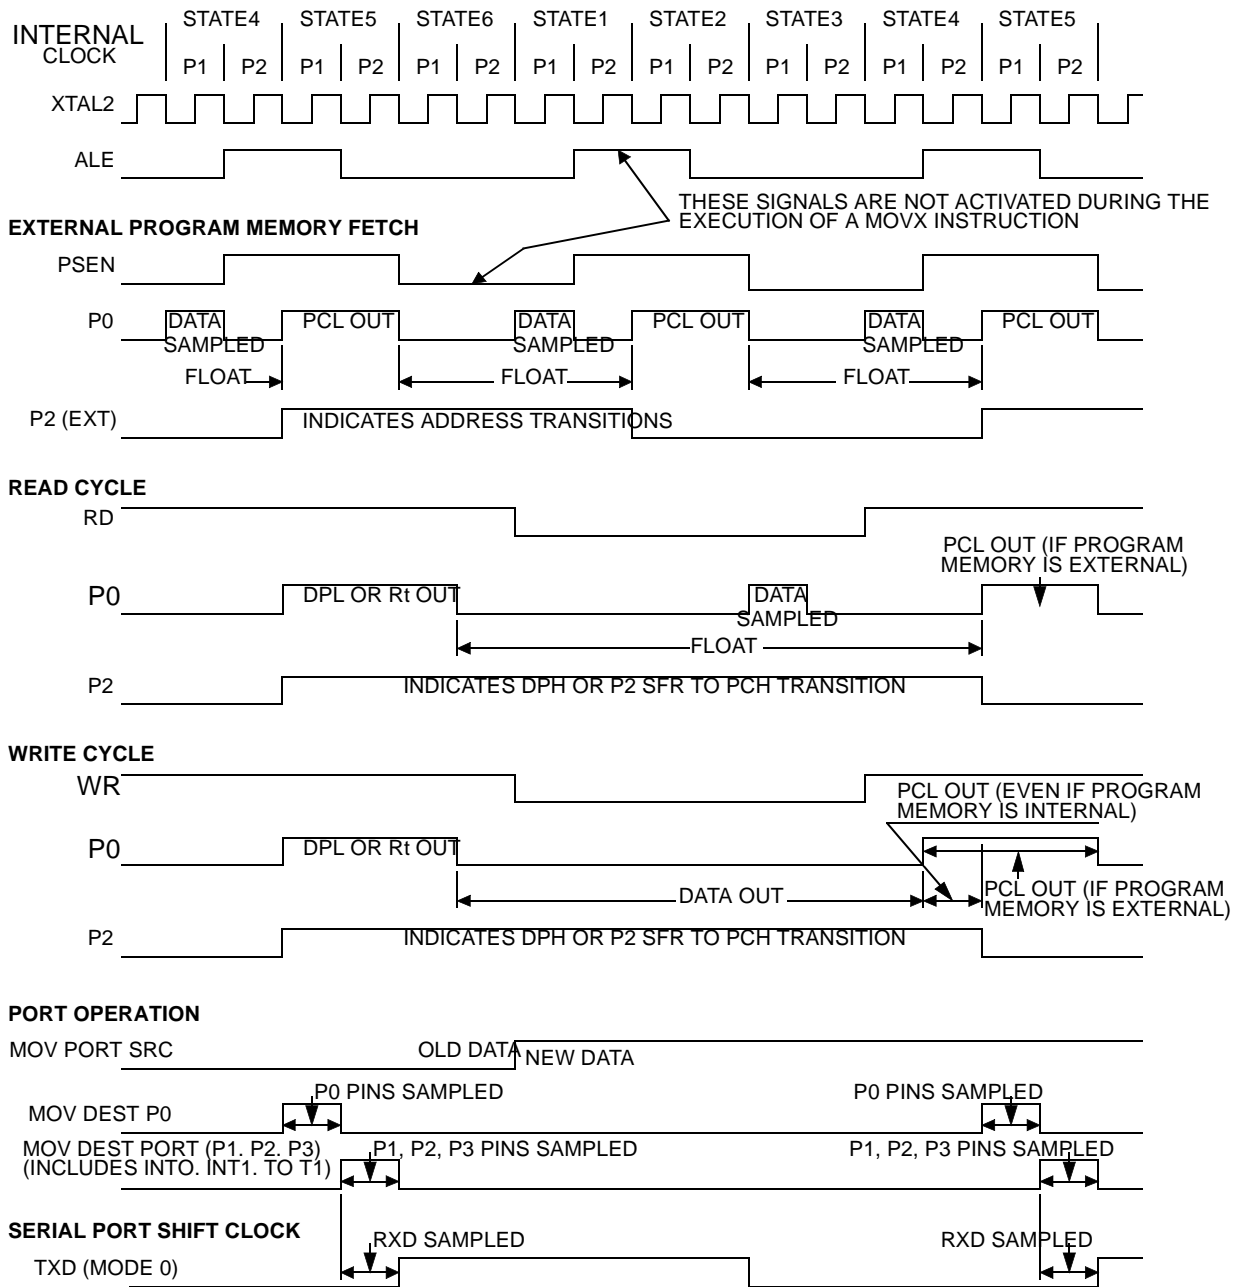 STATE4 STATE5 STATE6 STATE1 STATE2 STATE3 STATE4 STATE5
INTERNAL
CLOCK
P1 P2 P1 P2 P1 P2 P1 P2 P1 P2 P1 P2 P1 P2 P1 P2
XTAL2
ALE
THESE SIGNALS ARE NOT ACTIVATED DURING THE
EXECUTION OF A MOVX INSTRUCTION
EXTERNAL PROGRAM MEMORY FETCH
PSEN
P0 DATA PCL OUT DATA PCL OUT DATA PCL OUT
SAMPLED SAMPLED SAMPLED
FLOAT FLOAT FLOAT
P2 (EXT) INDICATES ADDRESS TRANSITIONS
READ CYCLE
RD
PCL OUT (IF PROGRAM
MEMORY IS EXTERNAL)
P0 DPL OR Rt OUT DATA
SAMPLED
FLOAT
P2 INDICATES DPH OR P2 SFR TO PCH TRANSITION
WRITE CYCLE
WR
PCL OUT (EVEN IF PROGRAM
MEMORY IS INTERNAL)
P0 DPL OR Rt OUT
DATA OUT
PCL OUT (IF PROGRAM
MEMORY IS EXTERNAL)
P2 INDICATES DPH OR P2 SFR TO PCH TRANSITION
PORT OPERATION
MOV PORT SRC OLD DATA NEW DATA
P0 PINS SAMPLED P0 PINS SAMPLED
MOV DEST P0
MOV DEST PORT (P1. P2. P3) P1, P2, P3 PINS SAMPLED P1, P2, P3 PINS SAMPLED
(INCLUDES INTO. INT1. TO T1)
SERIAL PORT SHIFT CLOCK
RXD SAMPLED RXD SAMPLED
TXD (MODE 0)